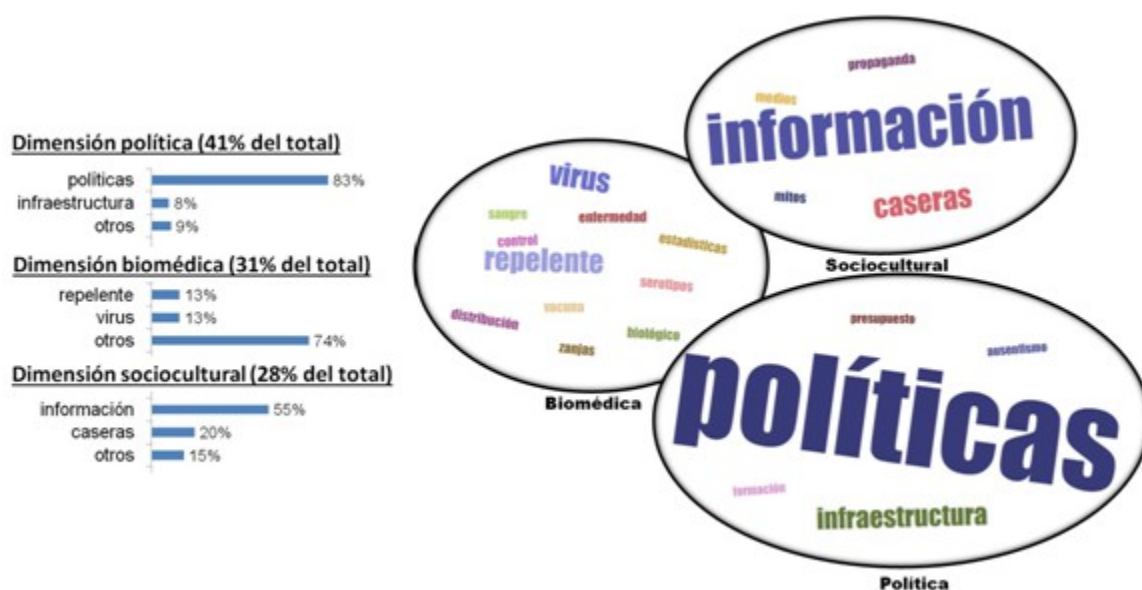 Dimensión política (41% del total)
políticas 83%
infraestructura 8%
otros 9%
Dimensión biomédica (31% del total)
repelente 13%
virus 13%
otros 74%
Dimensión sociocultural (28% del total)
información 55%
caseras 20%
otros 15%
virus
sangre
enfermedad
control
estadísticas
repelente
serotipos
vacuna
distribución
biológico
zanjas
Biomédica
propaganda
medios
información
mitos
caseras
Sociocultural
presupuesto
ausentismo
políticas
formación
infraestructura
Política